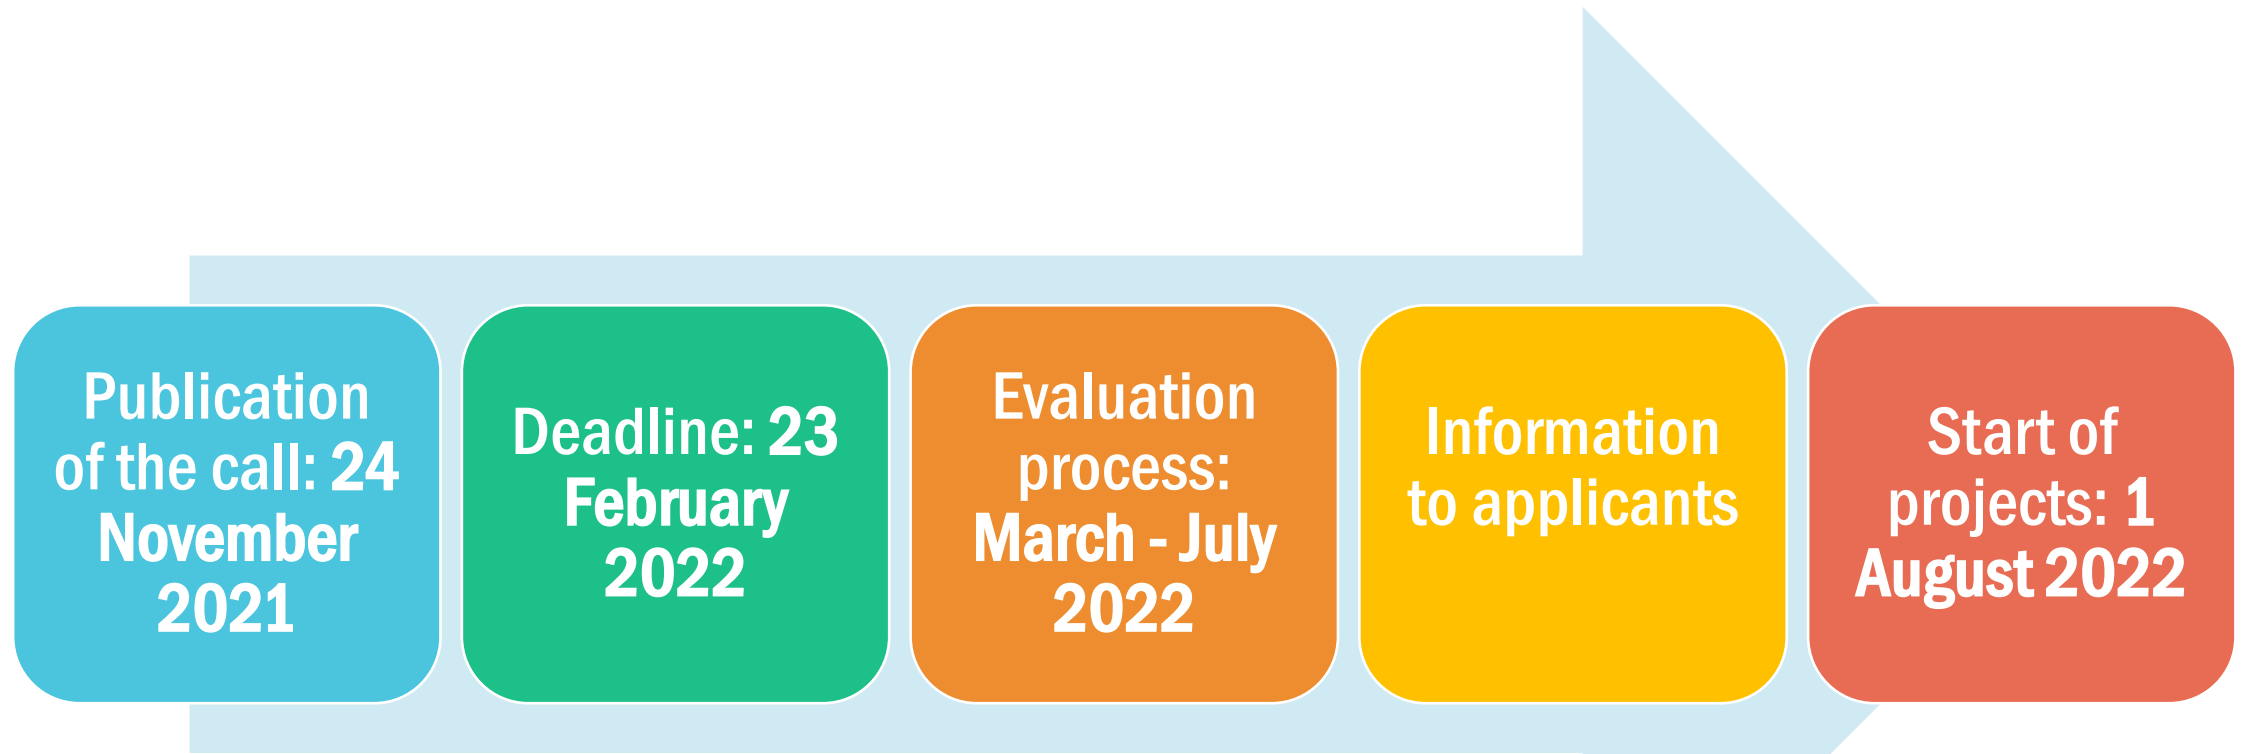 Publication
of the call: 24
November
2021
Deadline: 23
February
2022
Evaluation
process:
March - July
2022
Information
to applicants
Start of
projects: 1
August 2022